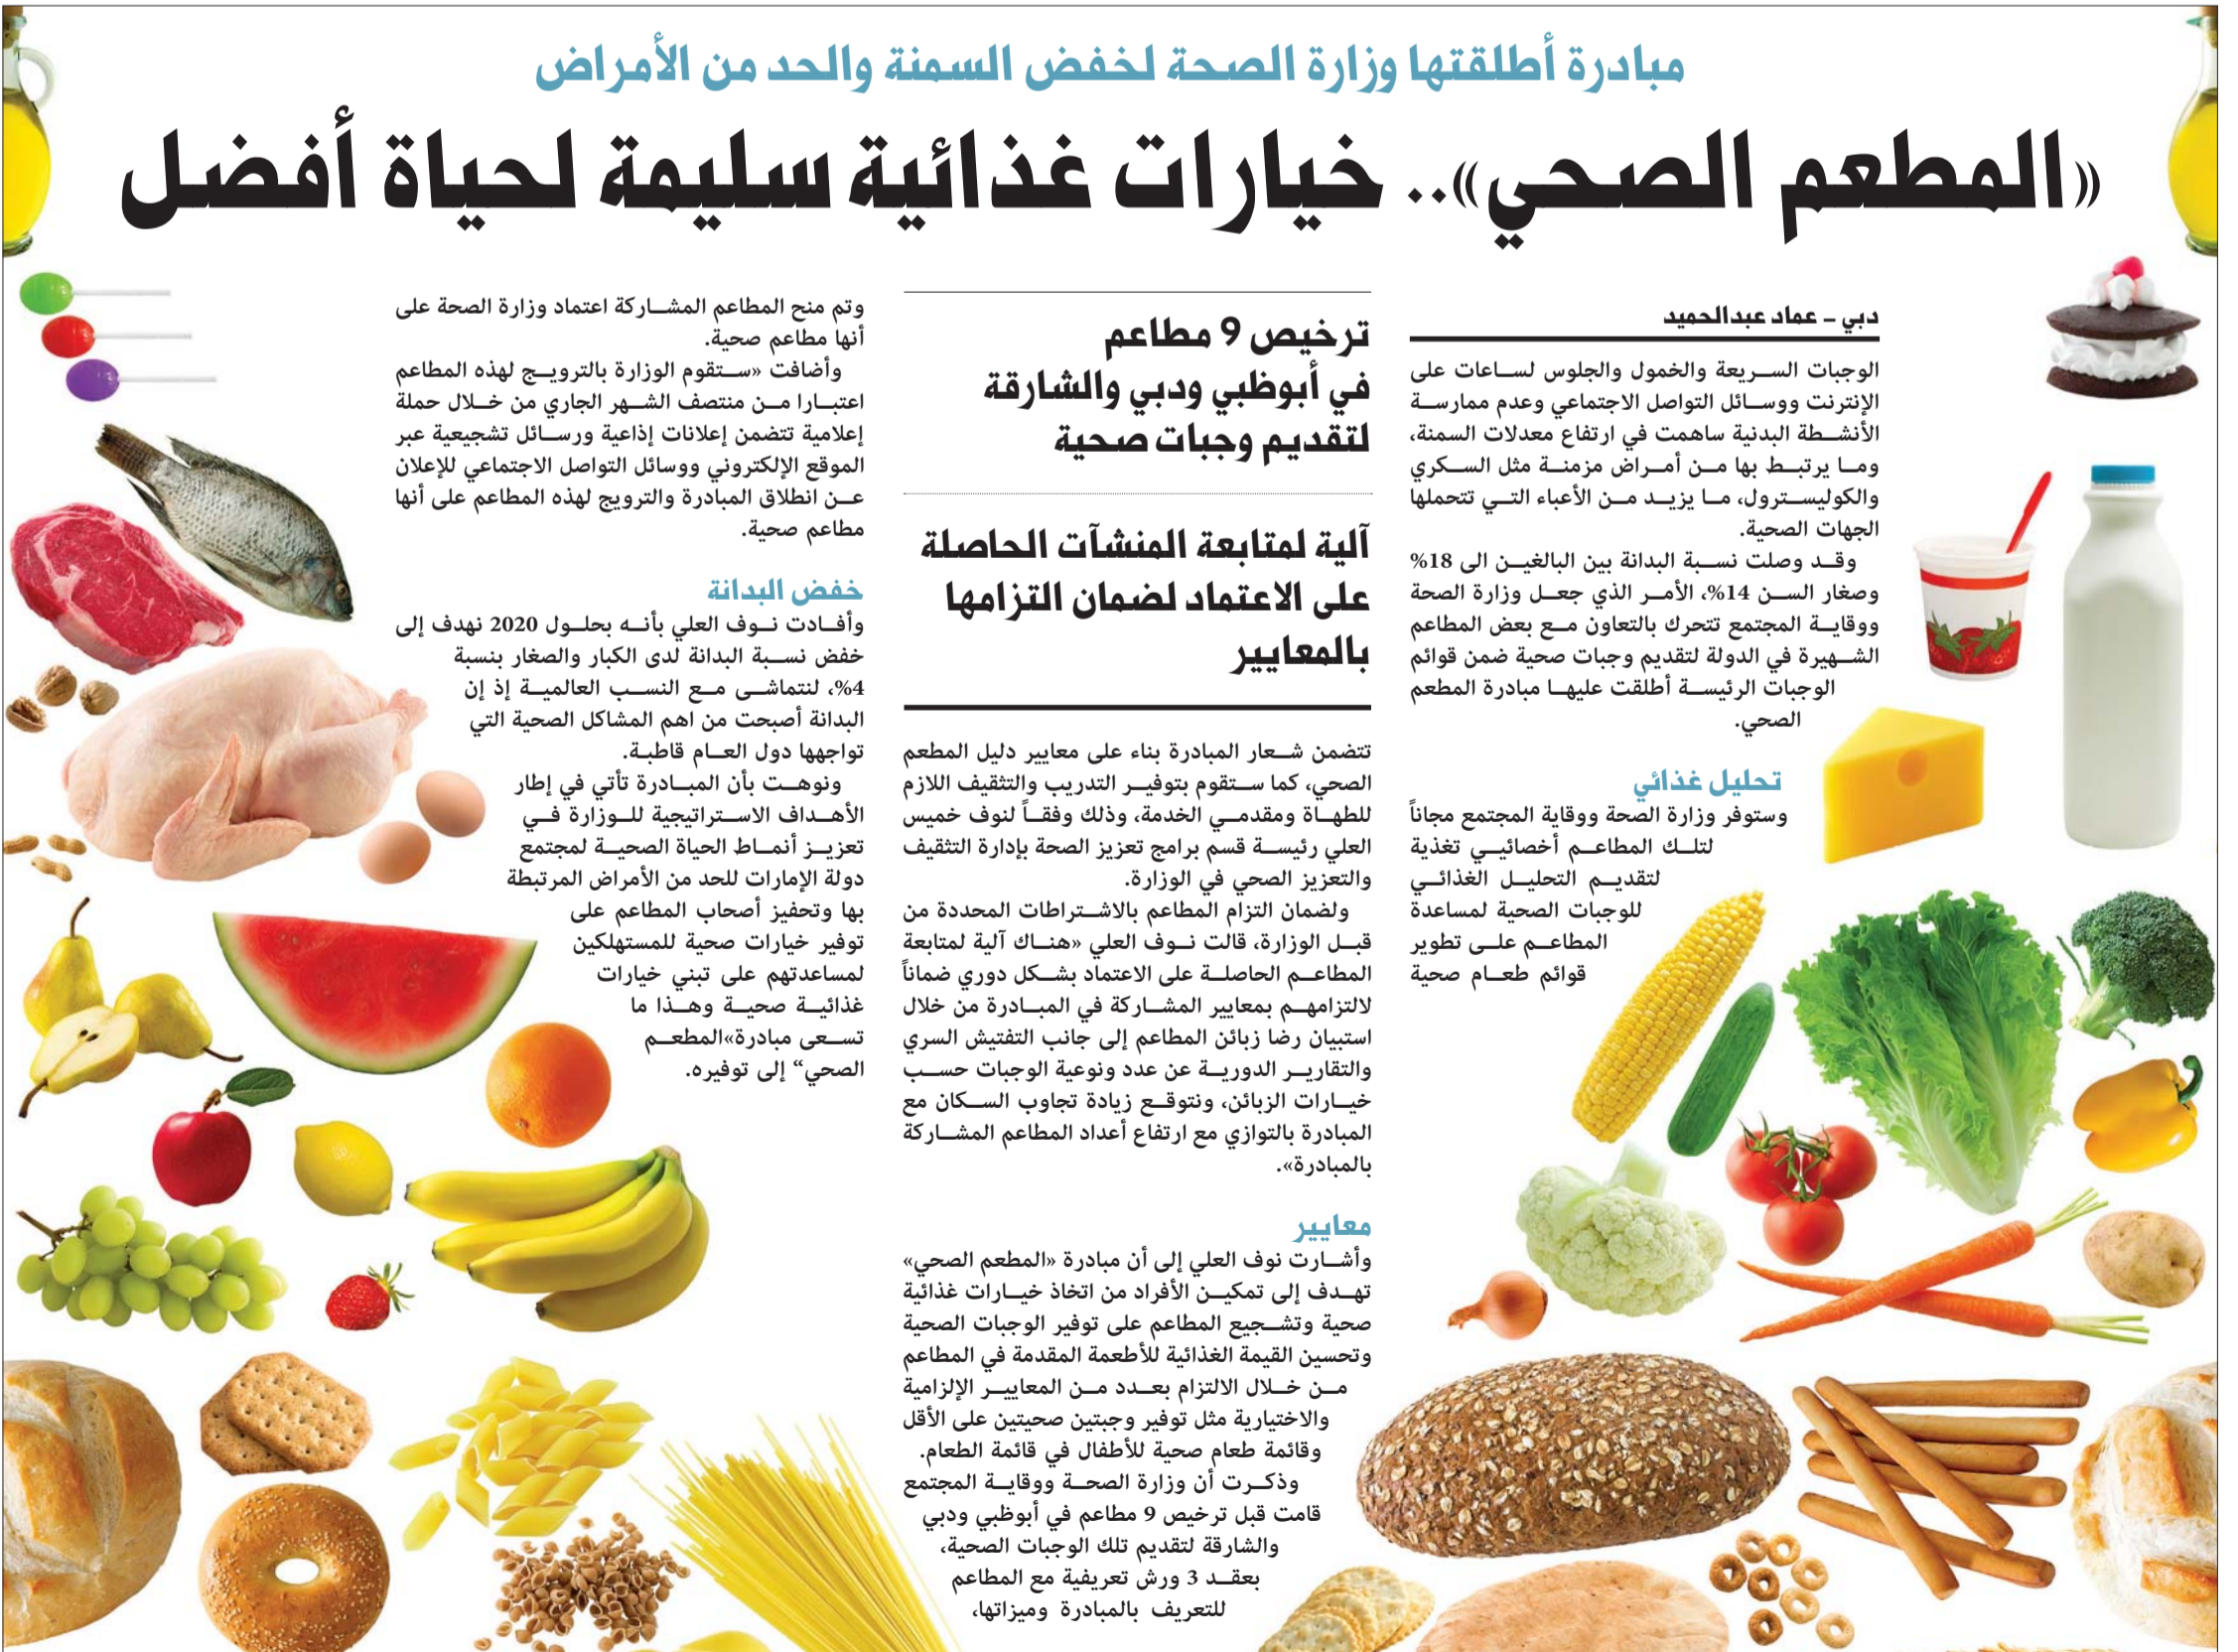 مبادرة أطلقتها وزارة الصحة لخفض السمنة والحد من الأمراض
«المطعم الصحي».. خيارات غذائية سليمة لحياة أفضل
دبي – عماد عبدالحميد
الوجبات السريعة والخمول والجلوس لساعات على
الإنترنت ووسائل التواصل الاجتماعي وعدم ممارسة
الأنشطة البدنية ساهمت في ارتفاع معدلات السمنة،
وما يرتبط بها من أمراض مزمنة مثل السكري
والكوليسترول، ما يزيد من الأعباء التي تتحملها
الجهات الصحية.
وقد وصلت نسبة البدانة بين البالغين الى 18%
وصغار السن 14%، الأمر الذي جعل وزارة الصحة
ووقاية المجتمع تتحرك بالتعاون مع بعض المطاعم
الشهيرة في الدولة لتقديم وجبات صحية ضمن قوائم
الوجبات الرئيسة أطلقت عليها مبادرة المطعم
الصحي.
تحليل غذائي
وستوفر وزارة الصحة ووقاية المجتمع مجاناً
لتلك المطاعم أخصائيي تغذية
لتقديم التحليل الغذائي
للوجبات الصحية لمساعدة
المطاعم على تطوير
قوائم طعام صحية
ترخيص 9 مطاعم
في أبوظبي ودبي والشارقة
لتقديم وجبات صحية
آلية لمتابعة المنشآت الحاصلة
على الاعتماد لضمان التزامها
بالمعايير
تتضمن شعار المبادرة بناء على معايير دليل المطعم
الصحي، كما ستقوم بتوفير التدريب والتثقيف اللازم
للطهاة ومقدمي الخدمة، وذلك وفقاً لنوف خميس
العلي رئيسة قسم برامج تعزيز الصحة بإدارة التثقيف
والتعزيز الصحي في الوزارة.
ولضمان التزام المطاعم بالاشتراطات المحددة من
قبل الوزارة، قالت نوف العلي «هناك آلية لمتابعة
المطاعم الحاصلة على الاعتماد بشكل دوري ضماناً
لالتزامهم بمعايير المشاركة في المبادرة من خلال
استبيان رضا زبائن المطاعم إلى جانب التفتيش السري
والتقارير الدورية عن عدد ونوعية الوجبات حسب
خيارات الزبائن، ونتوقع زيادة تجاوب السكان مع
المبادرة بالتوازي مع ارتفاع أعداد المطاعم المشاركة
بالمبادرة».
معايير
وأشارت نوف العلي إلى أن مبادرة «المطعم الصحي»
تهدف إلى تمكين الأفراد من اتخاذ خيارات غذائية
صحية وتشجيع المطاعم على توفير الوجبات الصحية
وتحسين القيمة الغذائية للأطعمة المقدمة في المطاعم
من خلال الالتزام بعدد من المعايير الإلزامية
والاختيارية مثل توفير وجبتين صحيتين على الأقل
وقائمة طعام صحية للأطفال في قائمة الطعام.
وذكرت أن وزارة الصحة ووقاية المجتمع
قامت قبل ترخيص 9 مطاعم في أبوظبي ودبي
والشارقة لتقديم تلك الوجبات الصحية،
بعقد 3 ورش تعريفية مع المطاعم
للتعريف بالمبادرة وميزاتها،
وتم منح المطاعم المشاركة اعتماد وزارة الصحة على
أنها مطاعم صحية.
وأضافت «ستقوم الوزارة بالترويج لهذه المطاعم
اعتبارا من منتصف الشهر الجاري من خلال حملة
إعلامية تتضمن إعلانات إذاعية ورسائل تشجيعية عبر
الموقع الإلكتروني ووسائل التواصل الاجتماعي للإعلان
عن انطلاق المبادرة والترويج لهذه المطاعم على أنها
مطاعم صحية.
خفض البدانة
وأفادت نوف العلي بأنه بحلول 2020 نهدف إلى
خفض نسبة البدانة لدى الكبار والصغار بنسبة
4%، لنتماشى مع النسب العالمية إذ إن
البدانة أصبحت من اهم المشاكل الصحية التي
تواجهها دول العام قاطبة.
ونوهت بأن المبادرة تأتي في إطار
الأهداف الاستراتيجية للوزارة في
تعزيز أنماط الحياة الصحية لمجتمع
دولة الإمارات للحد من الأمراض المرتبطة
بها وتحفيز أصحاب المطاعم على
توفير خيارات صحية للمستهلكين
لمساعدتهم على تبني خيارات
غذائية صحية وهذا ما
تسعى مبادرة»المطعم
الصحي“ إلى توفيره.